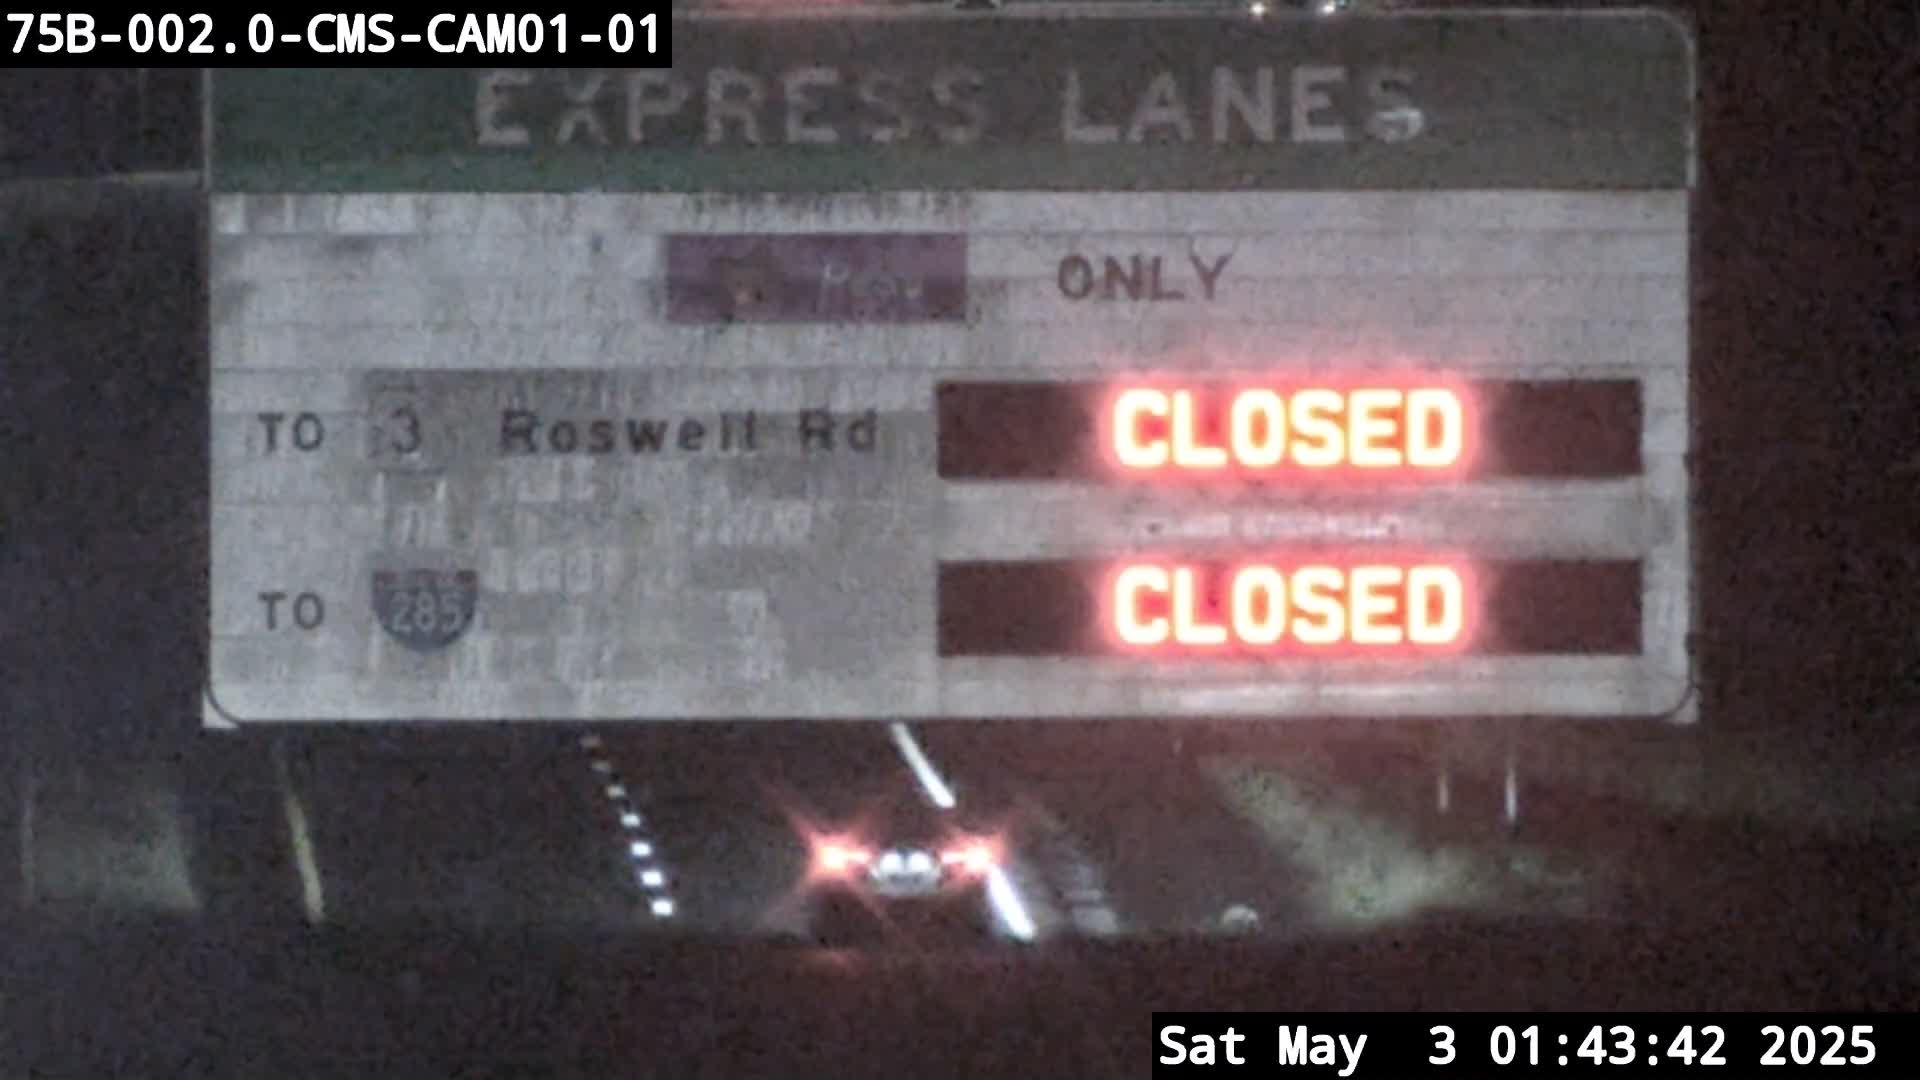 75B-002.0-CMS-CAM01-01
EXPRESS LANES
ONLY
TO 3 Roswell Rd CLOSED
TO 285 CLOSED
Sat May 3 01:43:42 2025